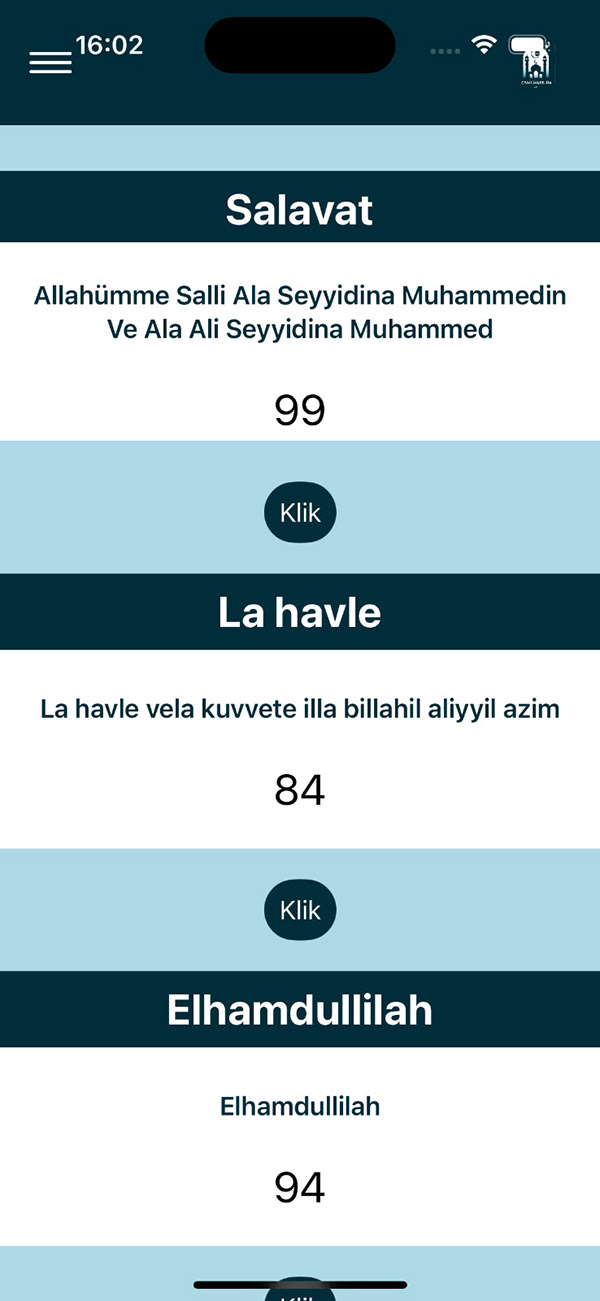 16:02
Salavat
Allahümme Salli Ala Seyyidina Muhammedin
Ve Ala Ali Seyyidina Muhammed
99
Klik
La havle
La havle vela kuvvete illa billahil aliyyil azim
84
Klik
Elhamdullilah
Elhamdullilah
94
Klik